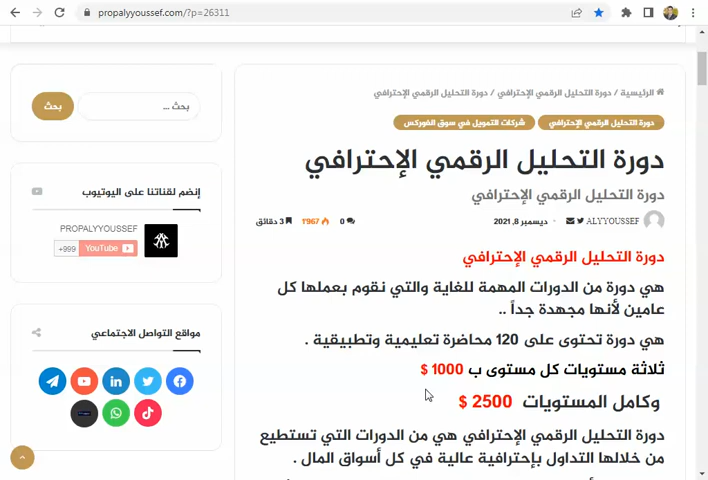 propalyyoussef.com/?p=26311
الرئيسية / دورة التحليل الرقمي الإحترافي / دورة التحليل الرقمي الإحترافي
دورة التحليل الرقمي الإحترافي
شركات التمويل في سوق الفوركس
دورة التحليل الرقمي الإحترافي
دورة التحليل الرقمي الإحترافي
ALYYOUSSEF
ديسمبر 8, 2021
0
1٬967
3 دقائق
دورة التحليل الرقمي الإحترافي
هي دورة من الدورات المهمة للغاية والتي نقوم بعملها كل
عامين لأنها مجهدة جداً ..
هي دورة تحتوى على 120 محاضرة تعليمية وتطبيقية .
ثلاثة مستويات كل مستوى ب 1000 $
وكامل المستويات 2500 $
دورة التحليل الرقمي الإحترافي هي من الدورات التي تستطيع
من خلالها التداول بإحترافية عالية في كل أسواق المال .
بحث ...
بحث
إنضم لقناتنا على اليوتيوب
PROPALYYOUSSEF
YouTube
+999
مواقع التواصل الاجتماعي